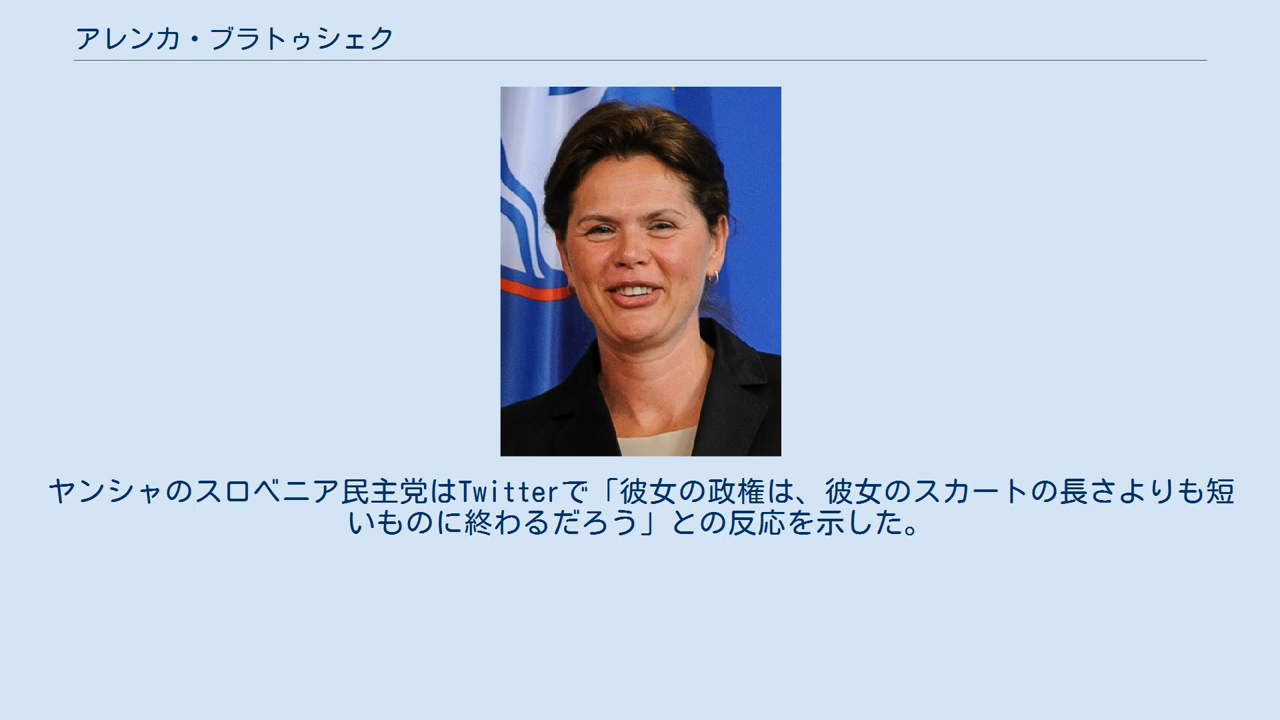 アレンカ・ブラトゥシェク
ヤンシャのスロベニア民主党はTwitterで「彼女の政権は、彼女のスカートの長さよりも短
いものに終わるだろう」との反応を示した。